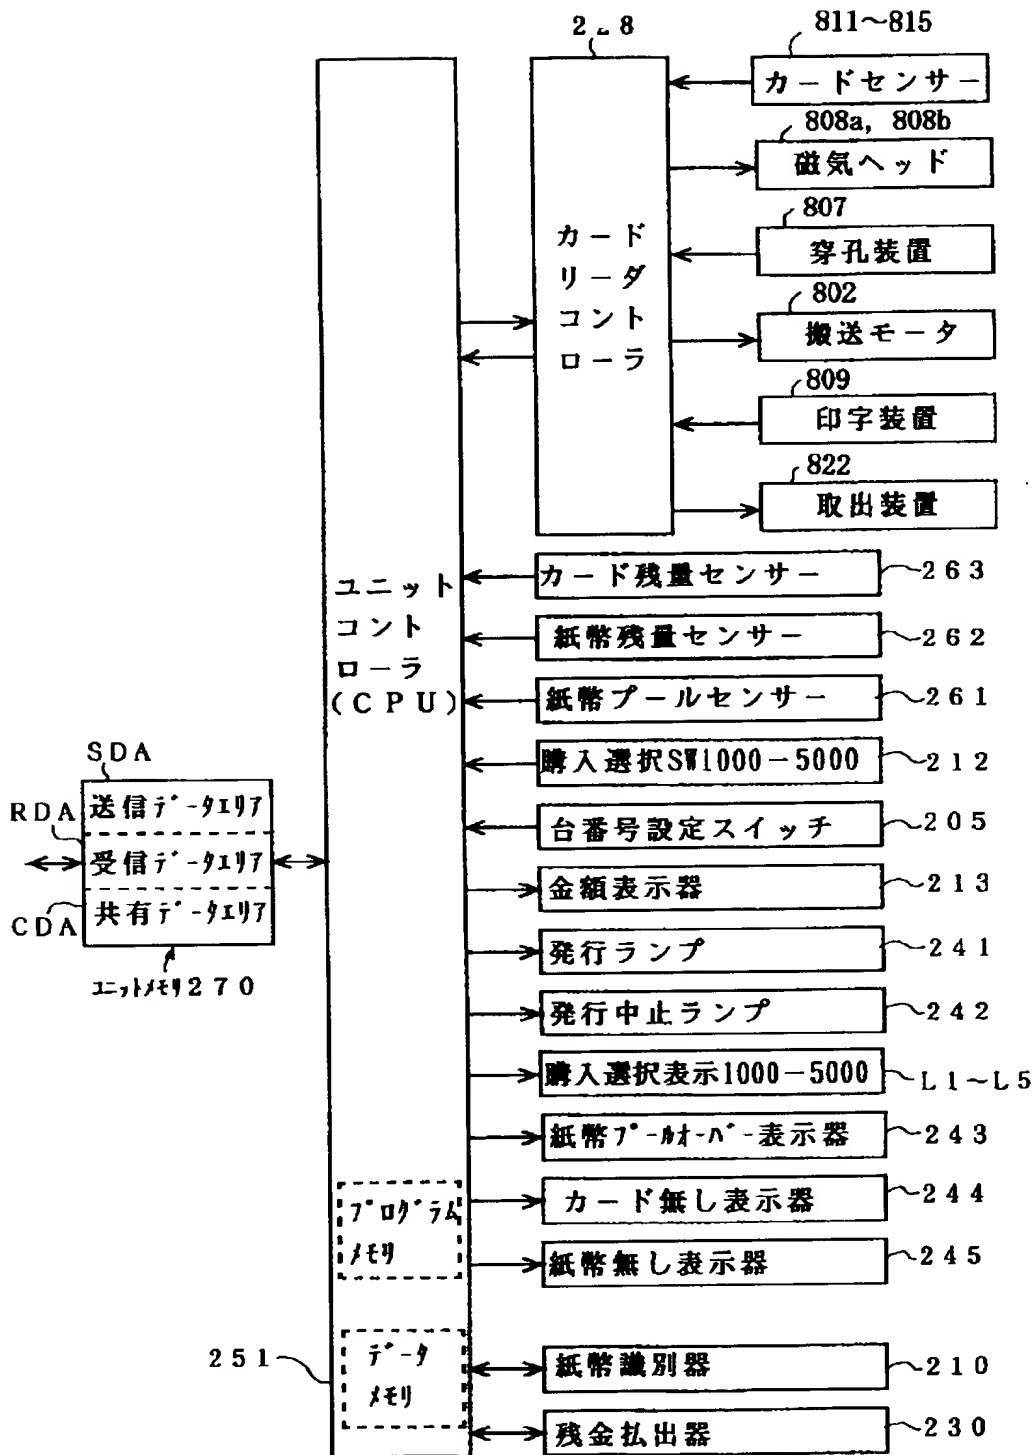 811～815
カードセンサー
808a, 808b
磁気ヘッド
807
穿孔装置
802
搬送モータ
809
印字装置
822
取出装置
カード
リーダ
コント
ローラ
ユニット
コント
ローラ
(CPU)
カード残量センサー 263
紙幣残量センサー 262
紙幣プールセンサー 261
購入選択SW1000－5000 212
台番号設定スイッチ 205
金額表示器 213
発行ランプ 241
発行中止ランプ 242
購入選択表示1000－5000 L1～L5
紙幣ﾌﾟｰﾙｵｰﾊﾞｰ表示器 243
カード無し表示器 244
紙幣無し表示器 245
紙幣識別器 210
残金払出器 230
SDA
RDA
CDA
送信ﾃﾞｰﾀｴﾘｱ
受信ﾃﾞｰﾀｴﾘｱ
共有ﾃﾞｰﾀｴﾘｱ
ﾕﾆｯﾄﾒﾓﾘ270
ﾌﾟﾛｸﾞﾗﾑ
ﾒﾓﾘ
ﾃﾞｰﾀ
ﾒﾓﾘ
251